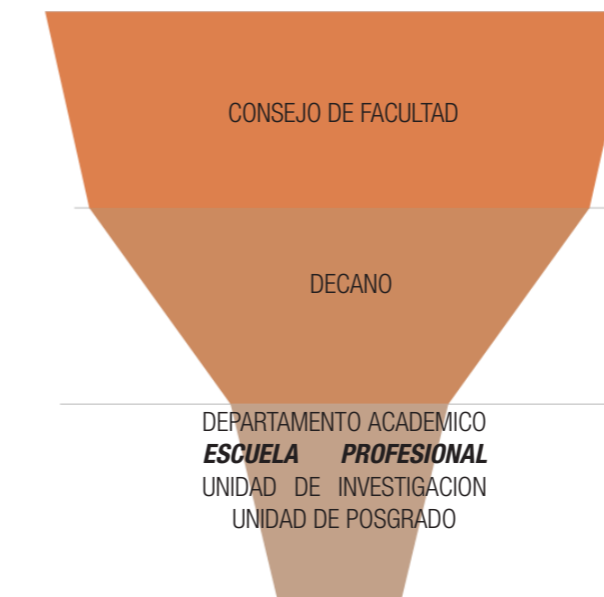 CONSEJO DE FACULTAD
DECANO
DEPARTAMENTO ACADEMICO
ESCUELA PROFESIONAL
UNIDAD DE INVESTIGACION
UNIDAD DE POSGRADO